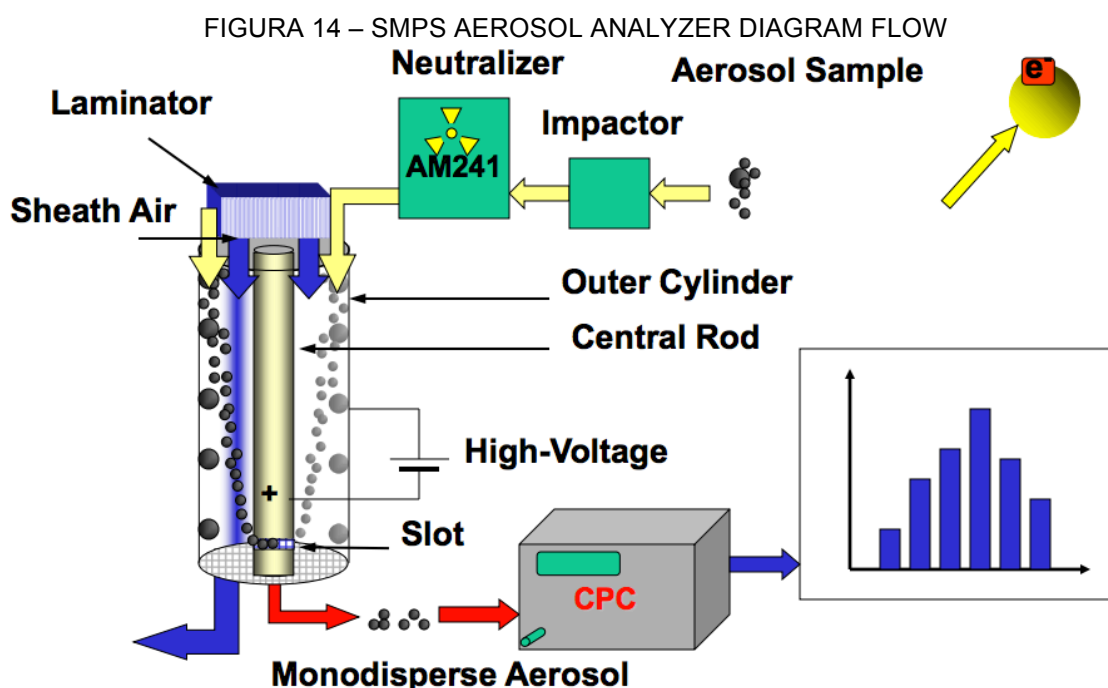 FIGURA 14 – SMPS AEROSOL ANALYZER DIAGRAM FLOW
Neutralizer
Aerosol Sample
e-
Laminator
Impactor
AM241
Sheath Air
Outer Cylinder
Central Rod
High-Voltage
+
Slot
CPC
Monodisperse Aerosol